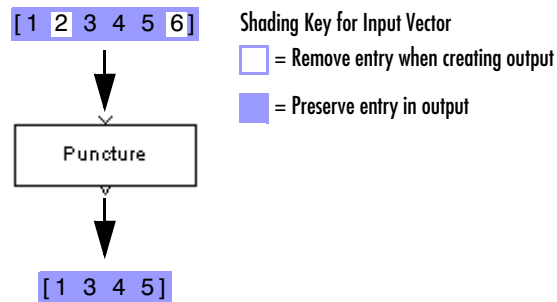 [1 2 3 4 5 6]
Shading Key for Input Vector
= Remove entry when creating output
= Preserve entry in output
Puncture
[1 3 4 5]